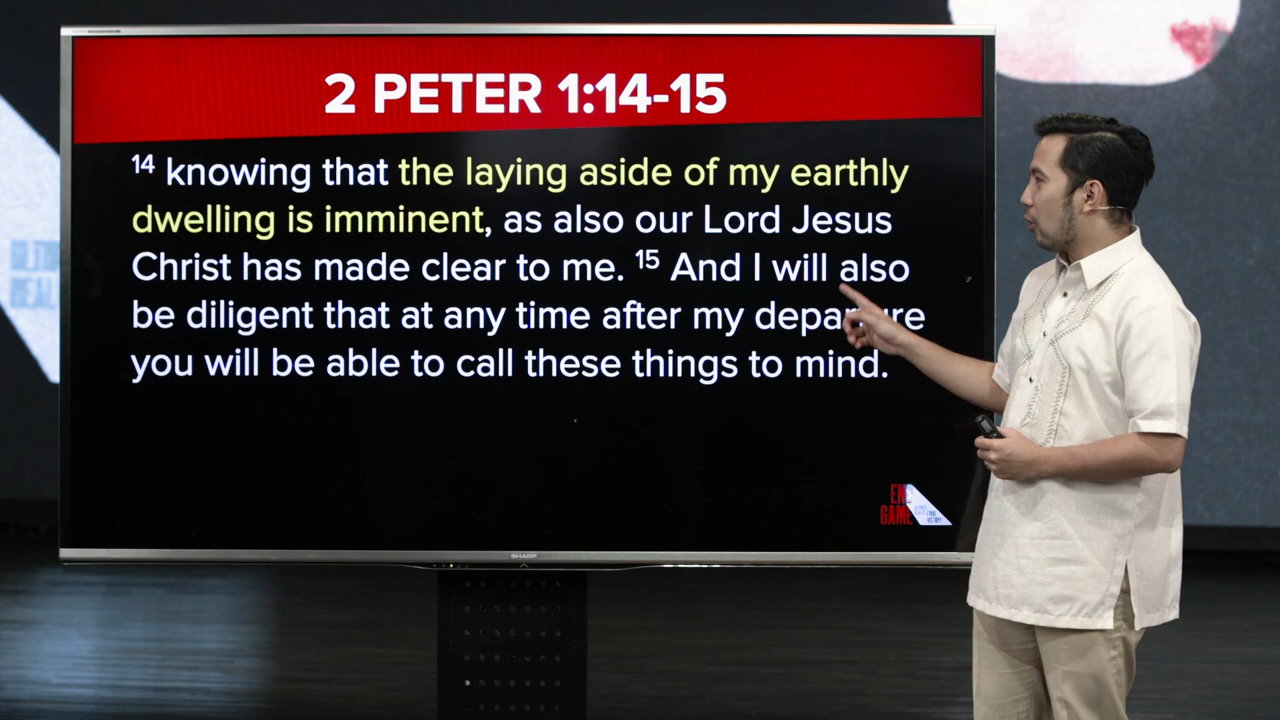 2 PETER 1:14-15
14 knowing that the laying aside of my earthly
dwelling is imminent, as also our Lord Jesus
Christ has made clear to me. 15 And I will also
be diligent that at any time after my departure
you will be able to call these things to mind.
END
GAME
SHARP